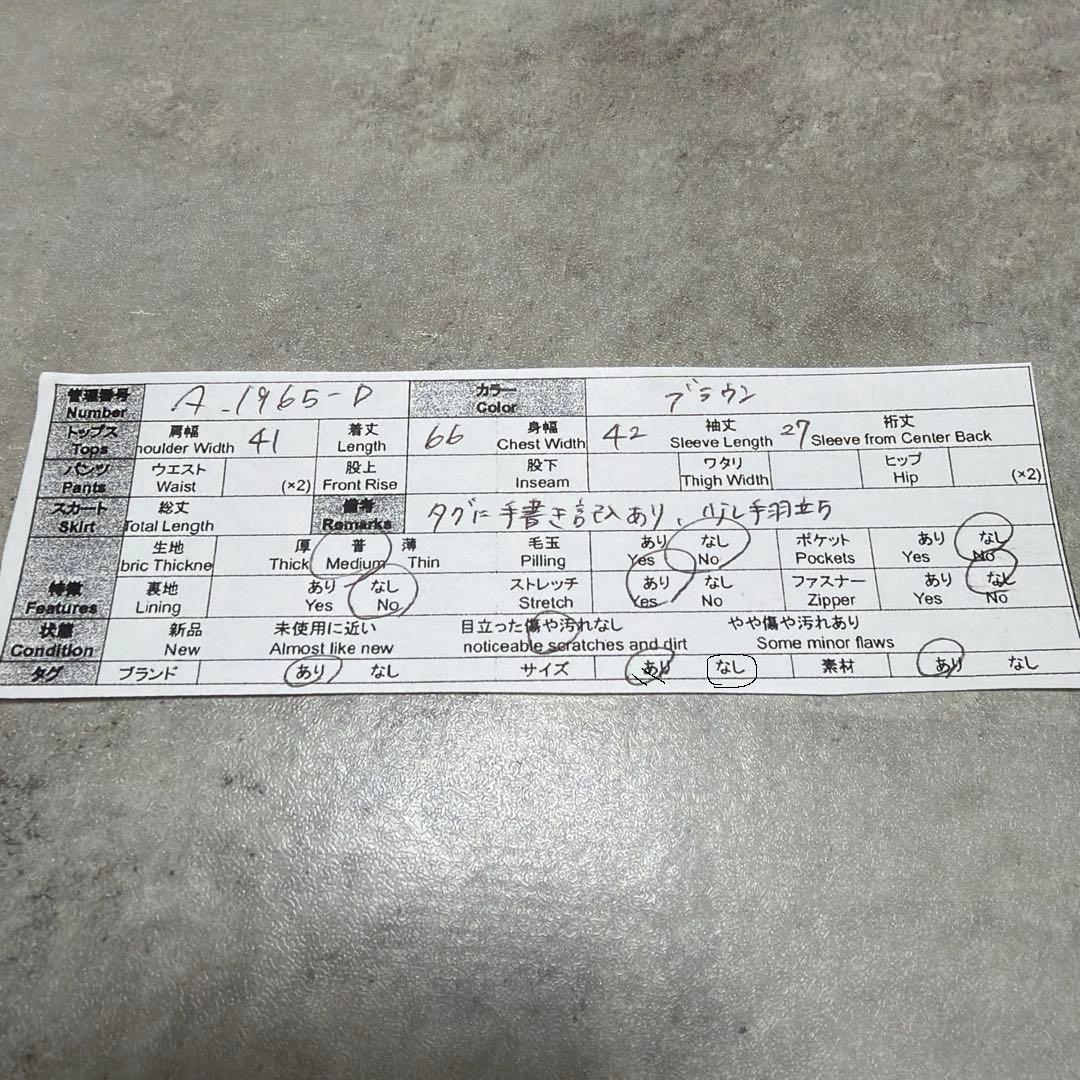 管理番号 A-1965-D カラー ブラウン
Number Color
トップス 肩幅 41 着丈 66 身幅 42 袖丈 27 裄丈
Tops houlder Width Length Chest Width Sleeve Length Sleeve from Center Back
パンツ ウエスト 股上 股下 ワタリ ヒップ
Pants Waist (×2) Front Rise Inseam Thigh Width Hip (×2)
スカート 総丈 備考 タグに手書き記入あり、少し毛羽立ち
Skirt Total Length Remarks
生地 厚 普 薄 毛玉 あり なし ポケット あり なし
bric Thickne Thick Medium Thin Pilling Yes No Pockets Yes No
特徴 裏地 あり なし ストレッチ あり なし ファスナー あり なし
Features Lining Yes No Stretch Yes No Zipper Yes No
状態 新品 未使用に近い 目立った傷や汚れなし やや傷や汚れあり
Condition New Almost like new noticeable scratches and dirt Some minor flaws
タグ ブランド あり なし サイズ あり なし 素材 あり なし